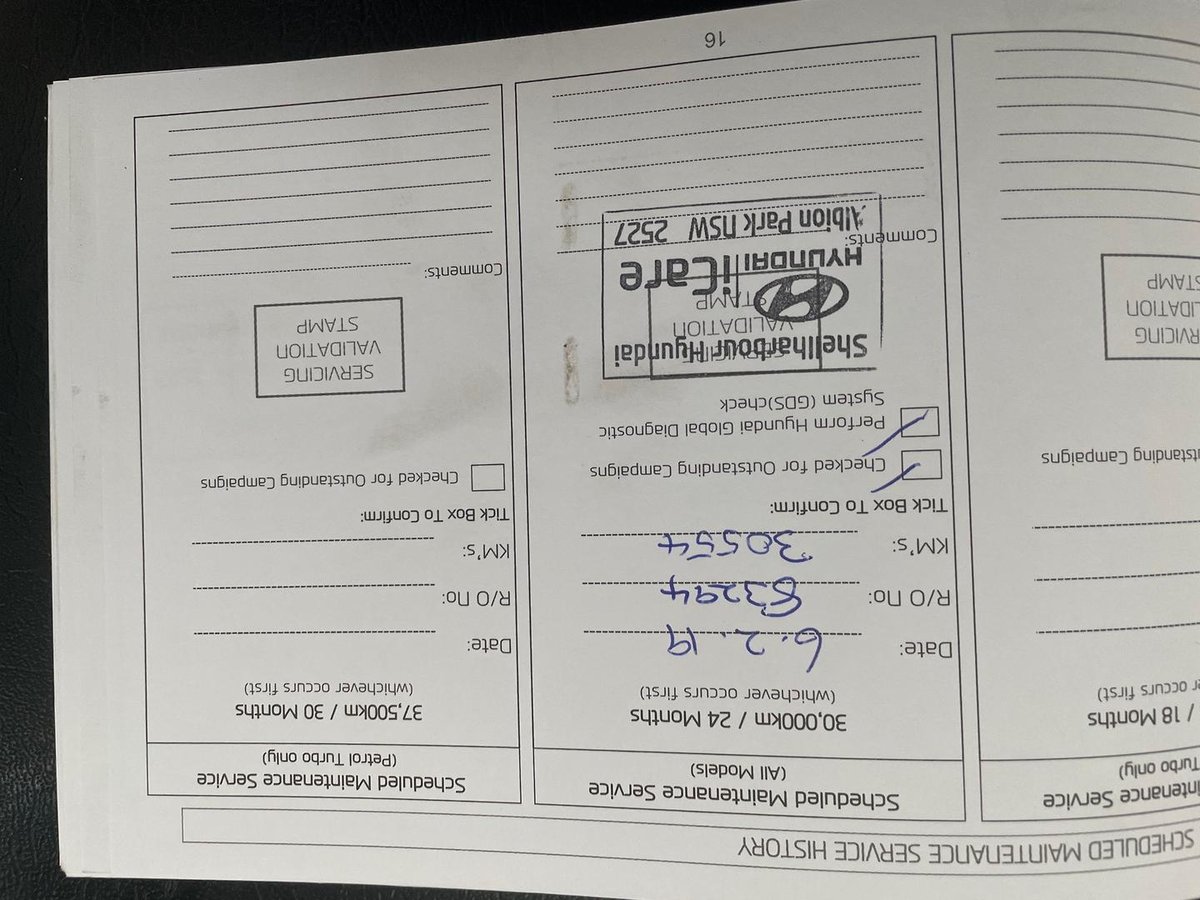 SCHEDULED MAINTENANCE SERVICE HISTORY
Service
Turbo only)
/ 18 Months
occurs first)
Campaigns
STAMP
Scheduled Maintenance Service
(All Models)
30,000km / 24 Months
(whichever occurs first)
Date: 6.2.19
R/O No: 83294
KM's: 30554
Tick Box To Confirm:
Checked for Outstanding Campaigns
Perform Hyundai Global Diagnostic
System (GDS)check
SERVICING
VALIDATION
STAMP
Shellharbour Hyundai
HYUNDAI iCare
Albion Park NSW 2527
Comments:
Scheduled Maintenance Service
(Petrol Turbo only)
37,500km / 30 Months
(whichever occurs first)
Date:
R/O No:
KM's:
Tick Box To Confirm:
Checked for Outstanding Campaigns
SERVICING
VALIDATION
STAMP
Comments:
16